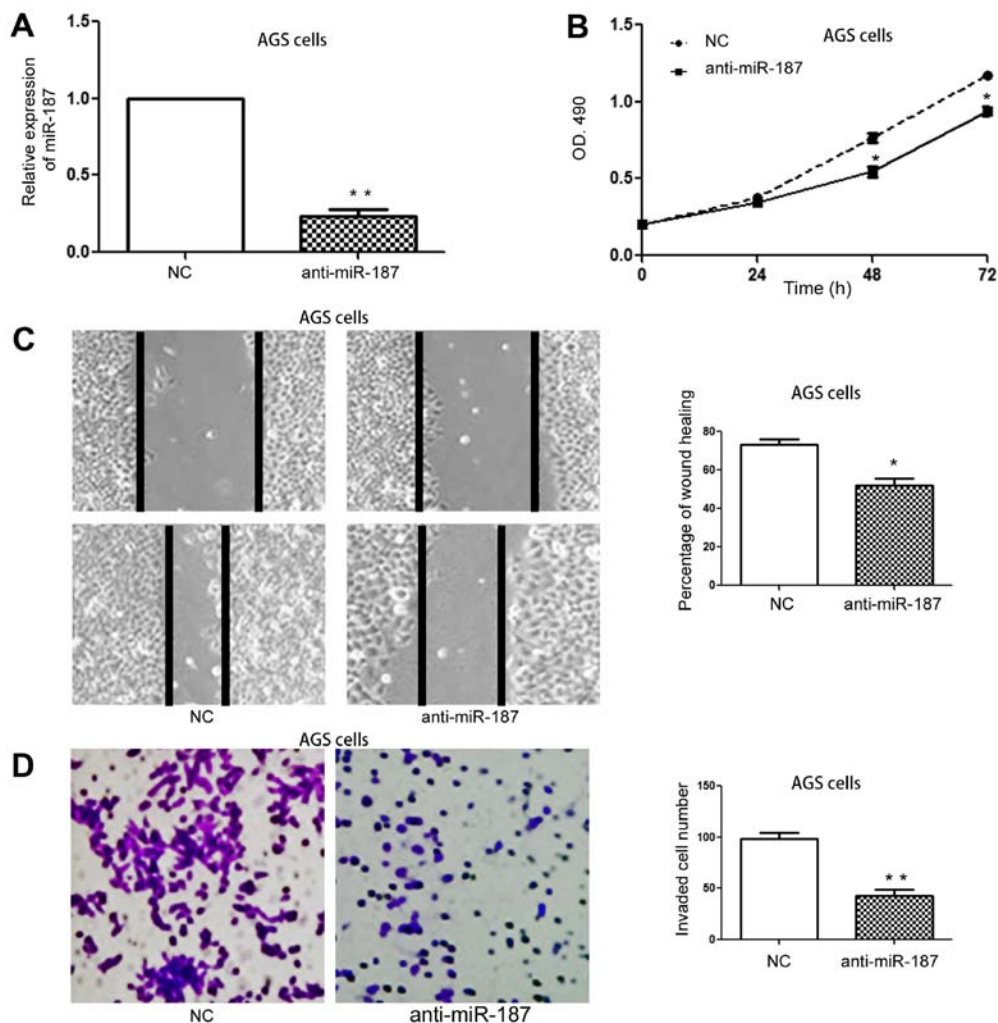 A
AGS cells
Relative expression
of miR-187
1.5
1.0
0.5
0.0
* *
NC
anti-miR-187
B
AGS cells
NC
anti-miR-187
OD. 490
1.5
1.0
0.5
0.0
*
*
0
24
48
72
Time (h)
C
AGS cells
NC
anti-miR-187
AGS cells
Percentage of wound healing
80
60
40
20
0
*
NC
anti-miR-187
D
AGS cells
NC
anti-miR-187
AGS cells
Invaded cell number
150
100
50
0
* *
NC
anti-miR-187